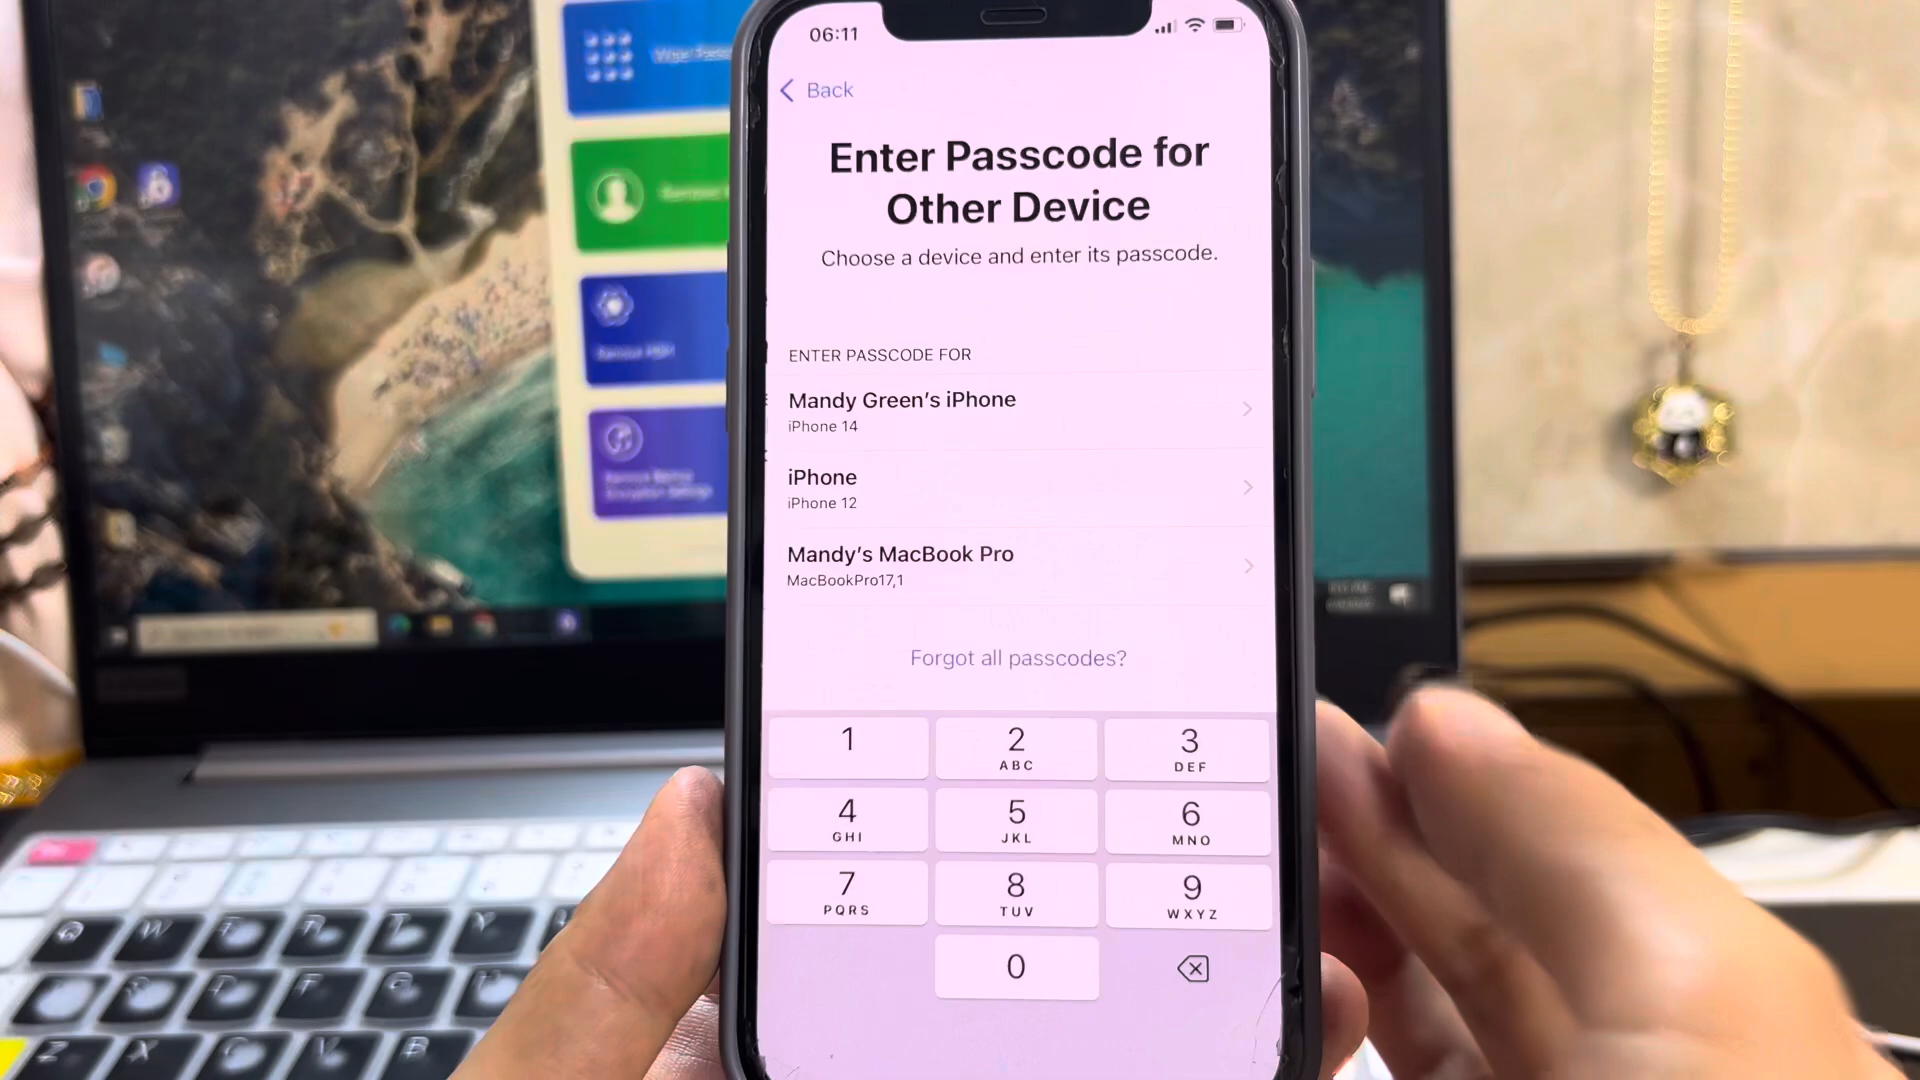 06:11
Back
Enter Passcode for
Other Device
Choose a device and enter its passcode.
ENTER PASSCODE FOR
Mandy Green's iPhone
iPhone 14
iPhone
iPhone 12
Mandy's MacBook Pro
MacBookPro17,1
Forgot all passcodes?
1
2
ABC
3
DEF
4
GHI
5
JKL
6
MNO
7
PQRS
8
TUV
9
WXYZ
0
Q
W
T
Y
Z
X
V
B